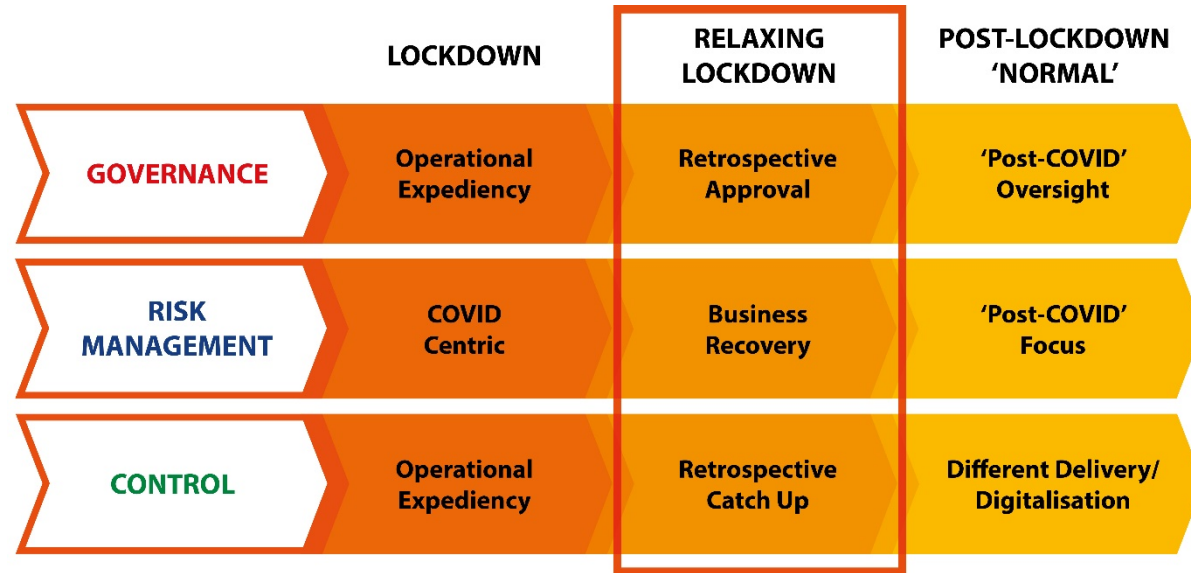 LOCKDOWN
RELAXING
LOCKDOWN
POST-LOCKDOWN
‘NORMAL’
GOVERNANCE
Operational
Expediency
Retrospective
Approval
‘Post-COVID’
Oversight
RISK
MANAGEMENT
COVID
Centric
Business
Recovery
‘Post-COVID’
Focus
CONTROL
Operational
Expediency
Retrospective
Catch Up
Different Delivery/
Digitalisation